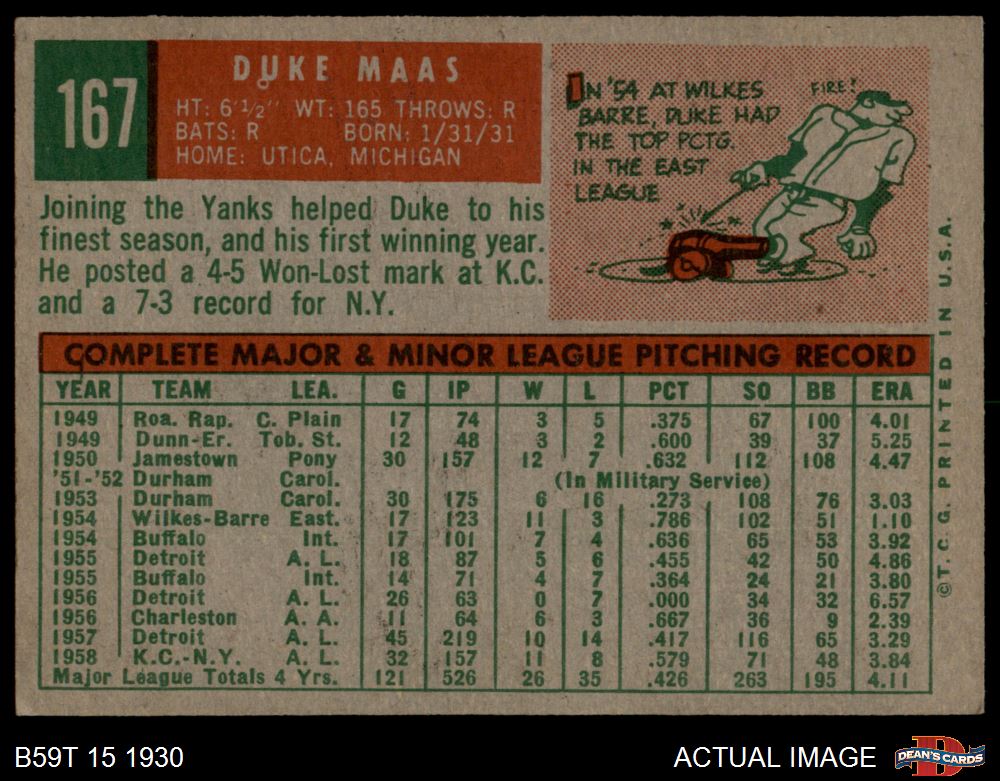 167
DUKE MAAS
HT: 6'1/2" WT: 165 THROWS: R
BATS: R BORN: 1/31/31
HOME: UTICA, MICHIGAN
IN '54 AT WILKES
BARRE, DUKE HAD
THE TOP PCTG.
IN THE EAST
LEAGUE
FIRE!
Joining the Yanks helped Duke to his
finest season, and his first winning year.
He posted a 4-5 Won-Lost mark at K.C.
and a 7-3 record for N.Y.
COMPLETE MAJOR & MINOR LEAGUE PITCHING RECORD
YEAR TEAM LEA. G IP W L PCT SO BB ERA
1949 Roa. Rap. C. Plain 17 74 3 5 .375 67 100 4.01
1949 Dunn-Er. Tob. St. 12 48 3 2 .600 39 37 5.25
1950 Jamestown Pony 30 157 12 7 .632 112 108 4.47
'51-'52 Durham Carol. (In Military Service)
1953 Durham Carol. 30 175 6 16 .273 108 76 3.03
1954 Wilkes-Barre East. 17 123 11 3 .786 102 51 1.10
1954 Buffalo Int. 17 101 7 4 .636 65 53 3.92
1955 Detroit A. L. 18 87 5 6 .455 42 50 4.86
1955 Buffalo Int. 14 71 4 7 .364 24 21 3.80
1956 Detroit A. L. 26 63 0 7 .000 34 32 6.57
1956 Charleston A. A. 11 64 6 3 .667 36 9 2.39
1957 Detroit A. L. 45 219 10 14 .417 116 65 3.29
1958 K.C.-N.Y. A. L. 32 157 11 8 .579 71 48 3.84
Major League Totals 4 Yrs. 121 526 26 35 .426 263 195 4.11
©T. C. G. PRINTED IN U.S.A.
B59T 15 1930
ACTUAL IMAGE
D
DEAN'S CARDS